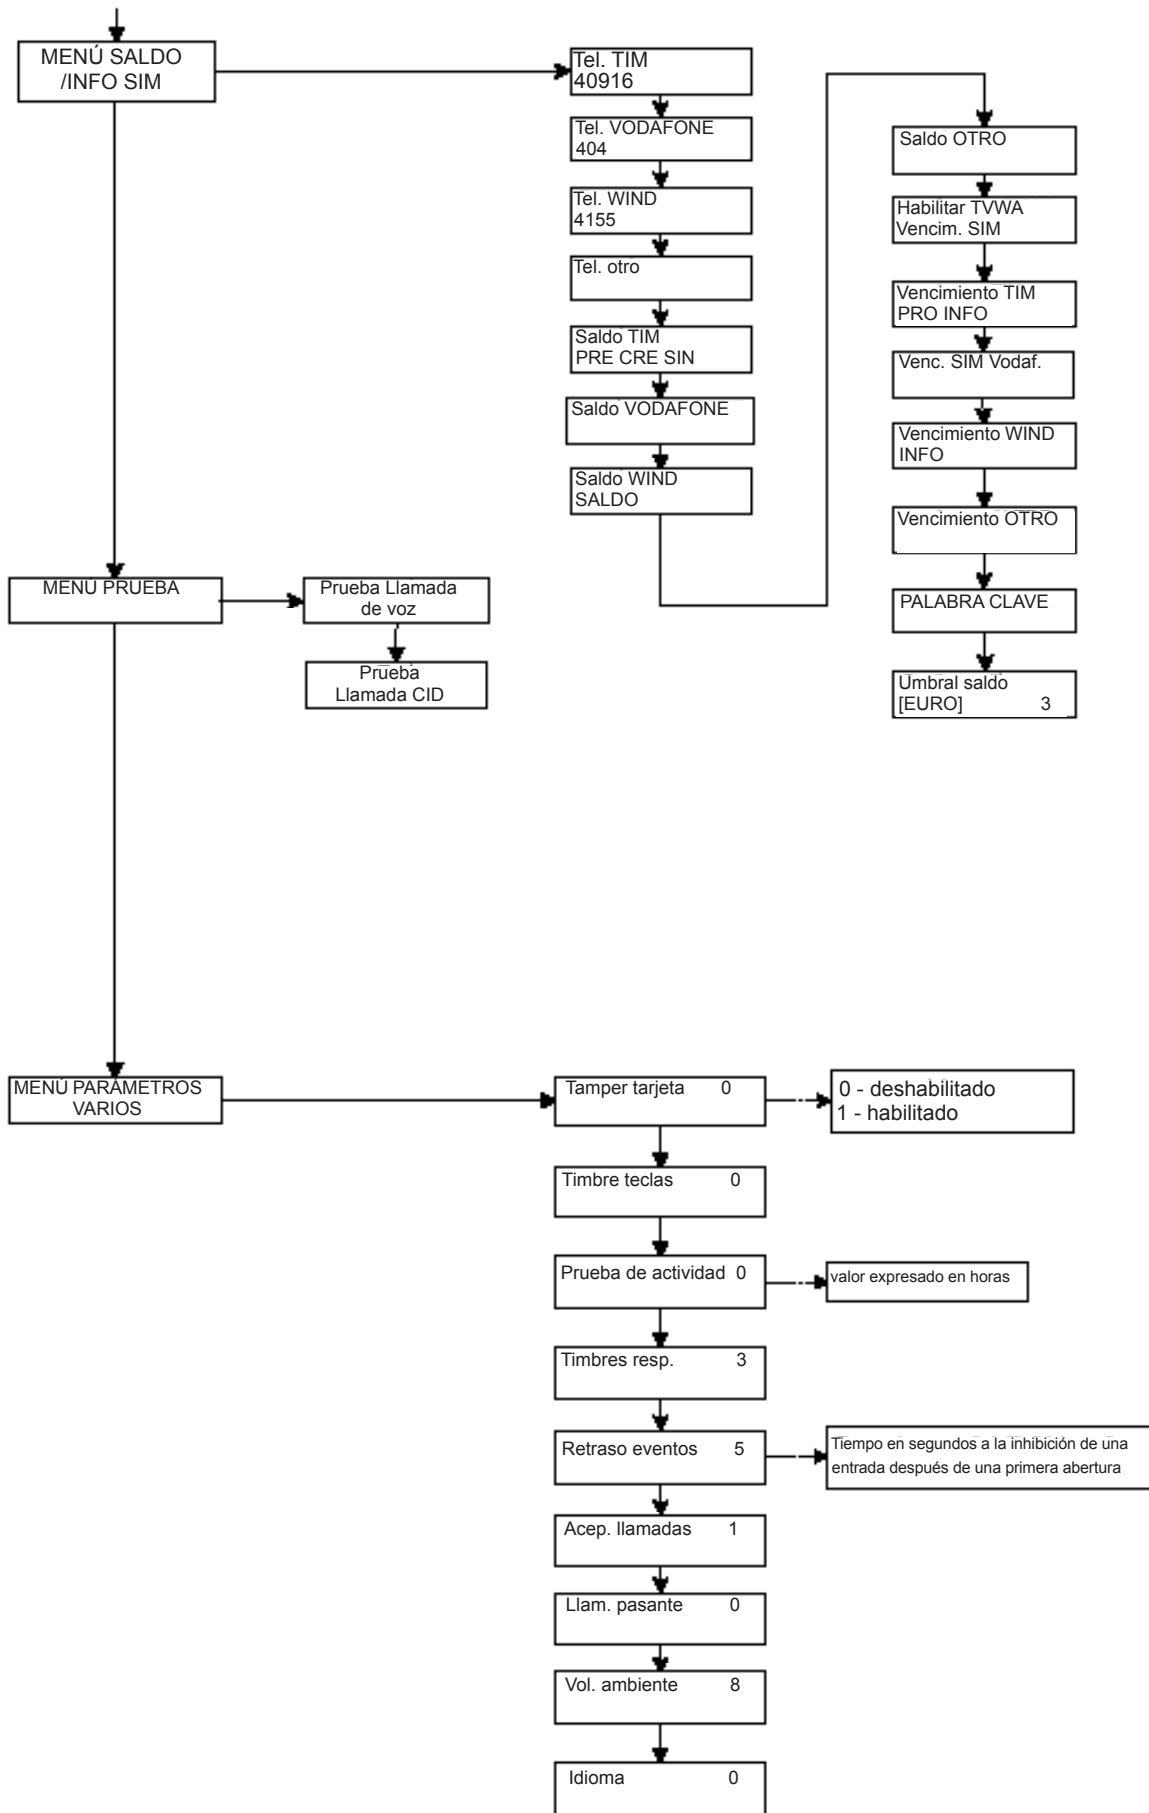 MENÚ SALDO
/INFO SIM
Tel. TIM
40916
Tel. VODAFONE
404
Tel. WIND
4155
Tel. otro
Saldo TIM
PRE CRE SIN
Saldo VODAFONE
Saldo WIND
SALDO
Saldo OTRO
Habilitar TVWA
Vencim. SIM
Vencimiento TIM
PRO INFO
Venc. SIM Vodaf.
Vencimiento WIND
INFO
Vencimiento OTRO
PALABRA CLAVE
Umbral saldo
[EURO] 3
MENÚ PRUEBA
Prueba Llamada
de voz
Prueba
Llamada CID
MENÚ PARÁMETROS
VARIOS
Tamper tarjeta 0
0 - deshabilitado
1 - habilitado
Timbre teclas 0
Prueba de actividad 0
valor expresado en horas
Timbres resp. 3
Retraso eventos 5
Tiempo en segundos a la inhibición de una
entrada después de una primera abertura
Acep. llamadas 1
Llam. pasante 0
Vol. ambiente 8
Idioma 0